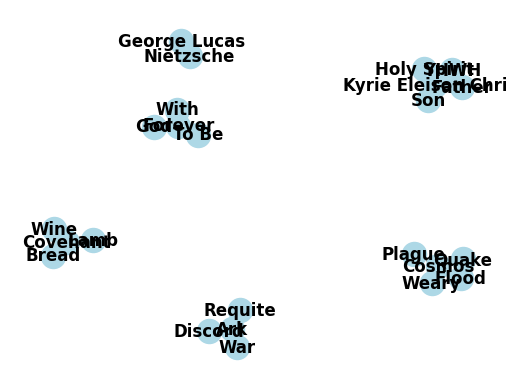 George Lucas
Nietzsche
Holy Spirit
YHWH
Kyrie Eleison Chri
Father
Son
With
God
Forever
To Be
Wine
Covenant
Lamb
Bread
Plague
Quake
Cosmos
Flood
Weary
Requite
Discord
Ark
War